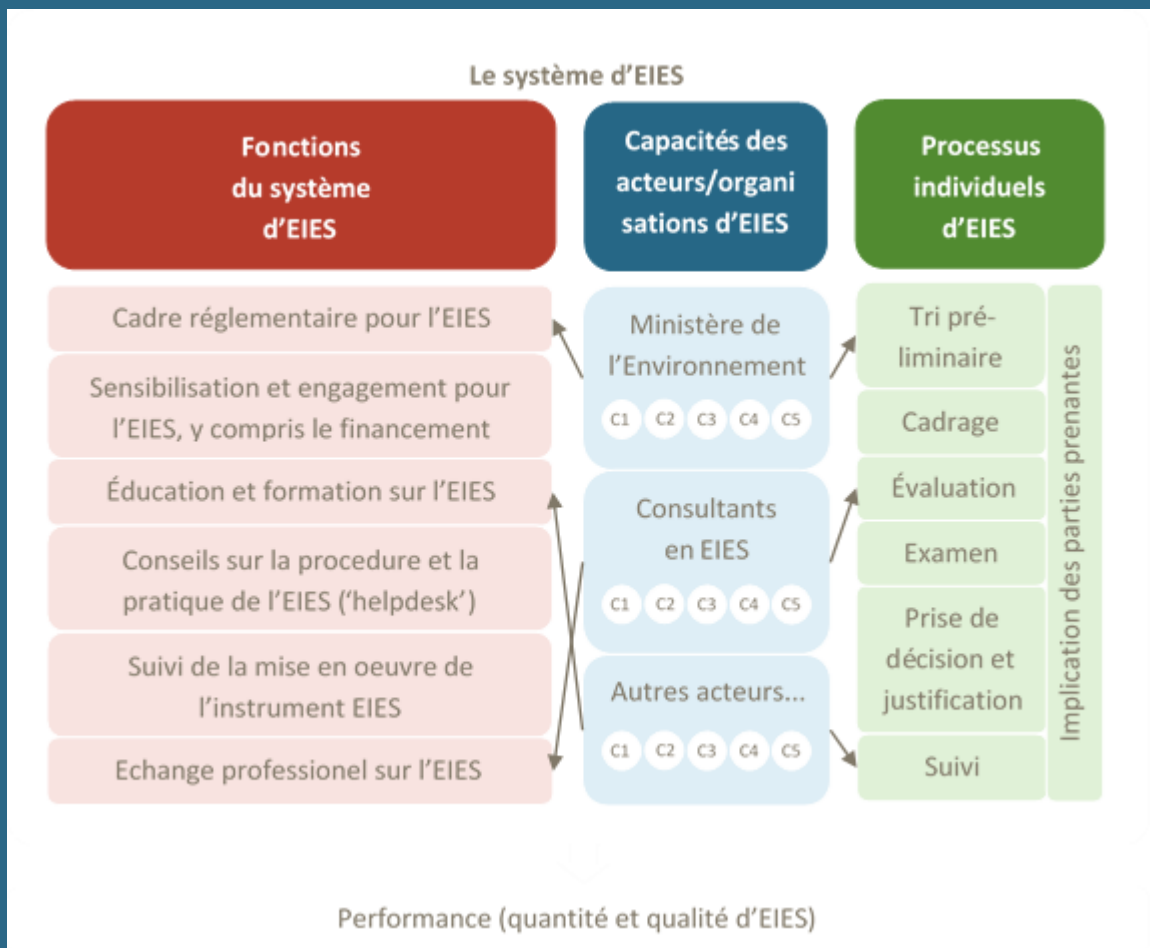 Le système d'EIES
Fonctions
du système
d'EIES
Capacités des
acteurs/organi
sations d'EIES
Processus
individuels
d'EIES
Cadre réglementaire pour l'EIES
Sensibilisation et engagement pour
l'EIES, y compris le financement
Éducation et formation sur l'EIES
Conseils sur la procedure et la
pratique de l'EIES ('helpdesk')
Suivi de la mise en oeuvre de
l'instrument EIES
Echange professionel sur l'EIES
Ministère de
l'Environnement
C1 C2 C3 C4 C5
Consultants
en EIES
C1 C2 C3 C4 C5
Autres acteurs...
C1 C2 C3 C4 C5
Tri pré-
liminaire
Cadrage
Évaluation
Examen
Prise de
décision et
justification
Suivi
Implication des parties prenantes
Performance (quantité et qualité d'EIES)